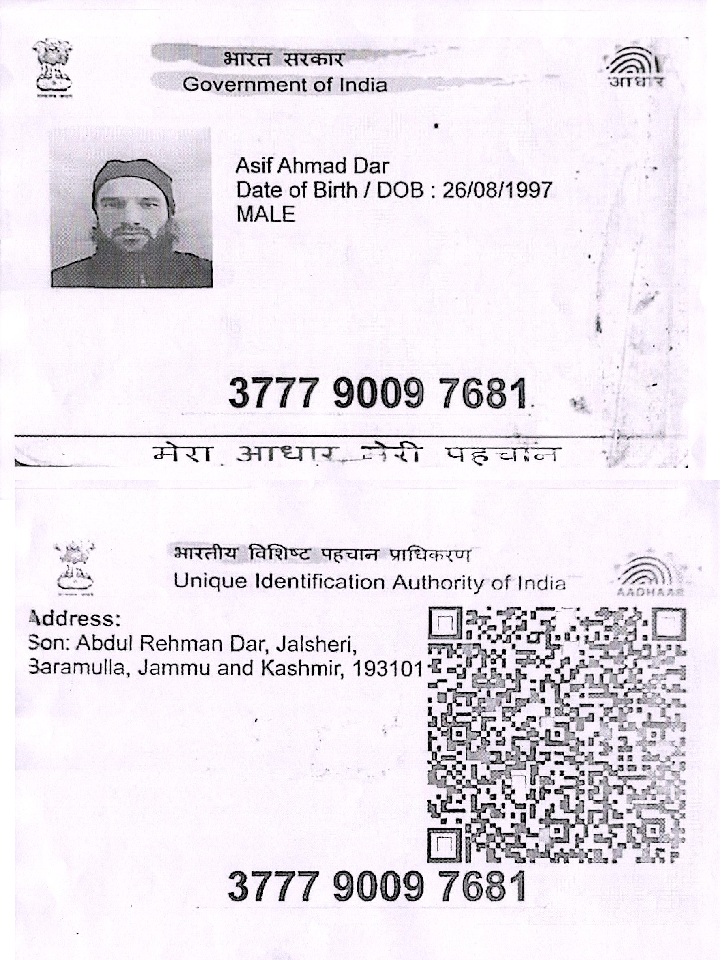 भारत सरकार
Government of India
आधार
Asif Ahmad Dar
Date of Birth / DOB : 26/08/1997
MALE
3777 9009 7681
मेरा आधार मेरी पहचान
भारतीय विशिष्ट पहचान प्राधिकरण
Unique Identification Authority of India
AADHAAR
Address:
Son: Abdul Rehman Dar, Jalsheri,
Baramulla, Jammu and Kashmir, 193101
3777 9009 7681